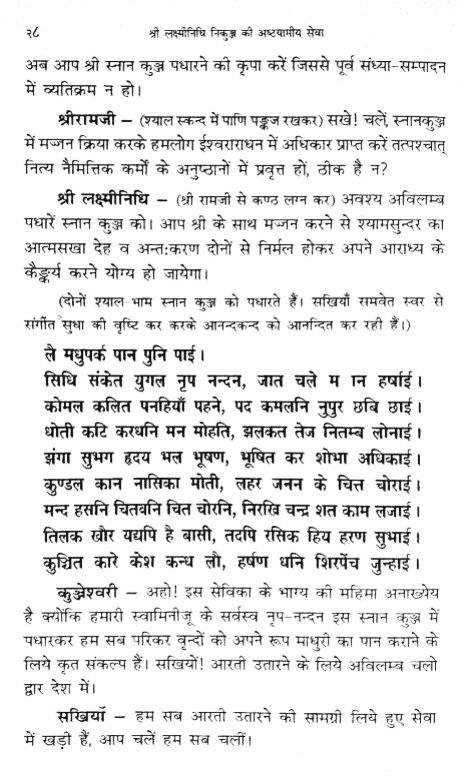 २८ श्री लक्ष्मीनिधि निकुञ्ज की अष्टयामीय सेवा
अब आप श्री स्नान कुञ्ज पधारने की कृपा करें जिससे पूर्व संध्या-सम्पादन
में व्यतिक्रम न हो।
श्रीरामजी – (श्याल स्कन्द में पाणि पङ्कज रखकर) सखे! चलें, स्नानकुञ्ज
में मज्जन क्रिया करके हमलोग ईश्वराराधन में अधिकार प्राप्त करें तत्पश्चात्
नित्य नैमित्तिक कर्मों के अनुष्ठानों में प्रवृत्त हों, ठीक है न?
श्री लक्ष्मीनिधि – (श्री रामजी से कण्ठ लग्न कर) अवश्य अविलम्ब
पधारें स्नान कुञ्ज को। आप श्री के साथ मज्जन करने से श्यामसुन्दर का
आत्मसखा देह व अन्त:करण दोनों से निर्मल होकर अपने आराध्य के
कैङ्कर्य करने योग्य हो जायेगा।
(दोनों श्याल-भाम स्नान कुञ्ज को पधारते हैं। सखियाँ समवेत स्वर से
संगीत सुधा की वृष्टि कर करके आनन्दकन्द को आनन्दित कर रही हैं।)
लै मधुपर्क पान पुनि पाई।
सिधि संकेत युगल नृप नन्दन, जात चले म ान हर्षाई।
कोमल कलित पनहियाँ पहने, पद कमलनि नुपुर छबि छाई।
धोती कटि करधनि मन मोहति, झलकत तेज नितम्ब लोनाई।
झंगा सुभग हृदय भल भूषण, भूषित कर शोभा अधिकाई।
कुण्डल कान नासिका मोती, लहर जनन के चित्त चोराई।
मन्द हसनि चितवनि चित चोरनि, निरखि चन्द्र शत काम लजाई।
तिलक खौर यद्यपि है बासी, तदपि रसिक हिय हरण सुभाई।
कुञ्चित कारे केश कन्ध लौ, हर्षण धनि शिरपेंच जुन्हाई।
कुञ्जेश्वरी – अहो! इस सेविका के भाग्य की महिमा अनाख्येय
है क्योंकि हमारी स्वामिनीजू के सर्वस्व नृप-नन्दन इस स्नान कुञ्ज में
पधारकर हम सब परिकर वृन्दों को अपने रूप माधुरी का पान कराने के
लिये कृत संकल्प हैं। सखियों! आरती उतारने के लिये अविलम्ब चलो
द्वार देश में।
सखियाँ – हम सब आरती उतारने की सामग्री लिये हुए सेवा
में खड़ी हैं, आप चलें हम सब चलीं।